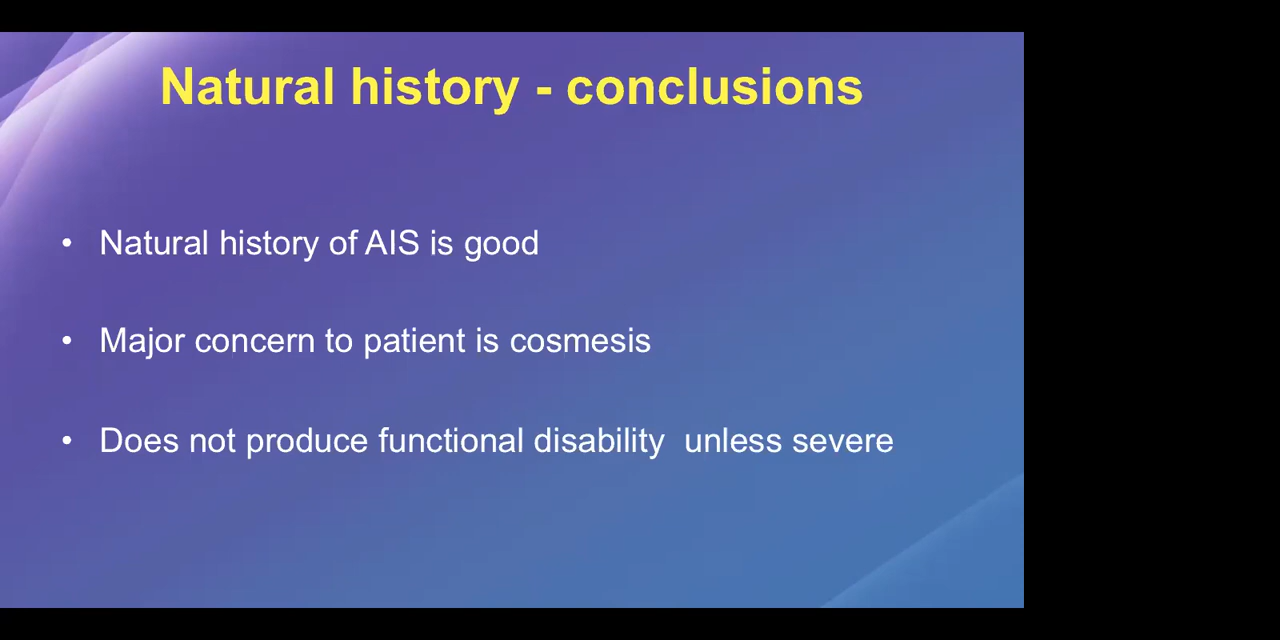 Natural history - conclusions
• Natural history of AIS is good
• Major concern to patient is cosmesis
• Does not produce functional disability  unless severe